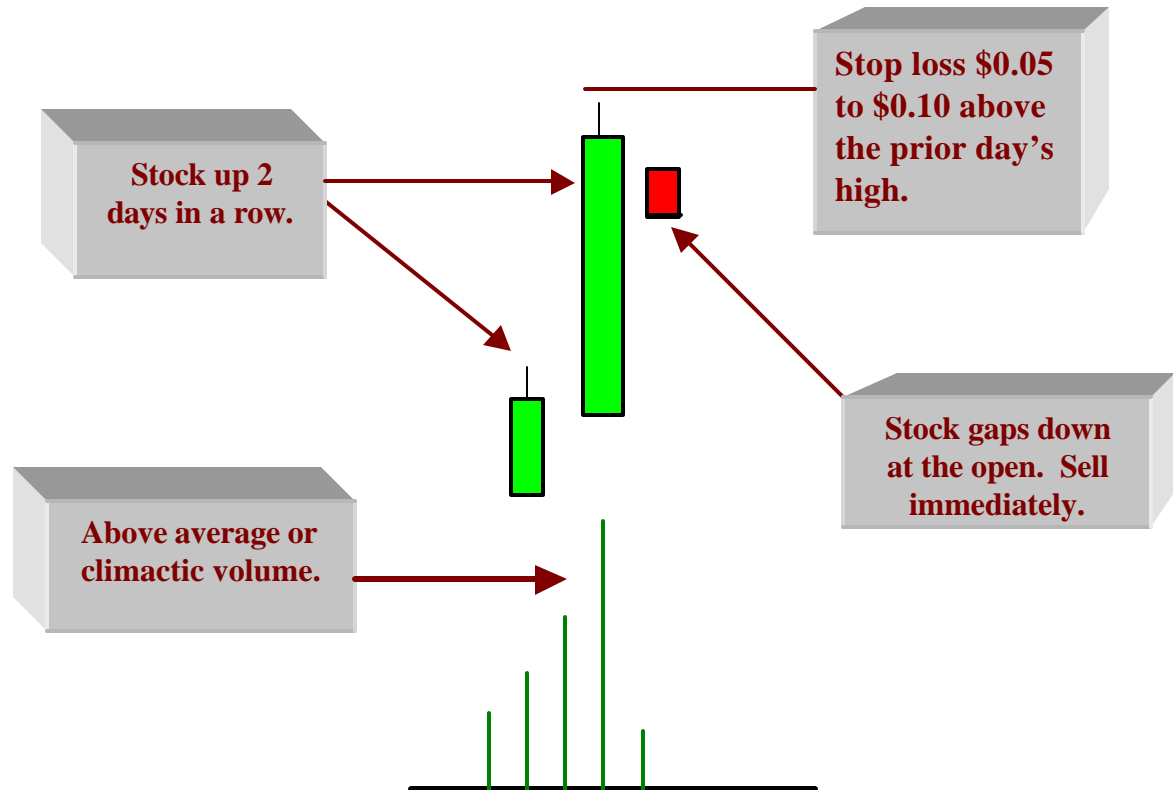 Stop loss $0.05
to $0.10 above
the prior day’s
high.
Stock up 2
days in a row.
Stock gaps down
at the open.  Sell
immediately.
Above average or
climactic volume.